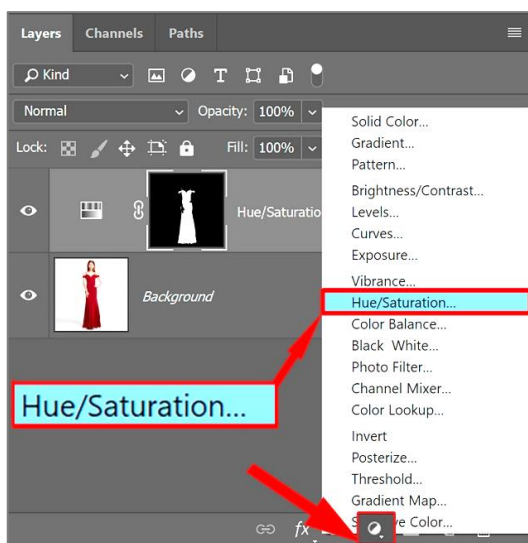 Layers Channels Paths
Kind
Normal Opacity: 100%
Lock: Fill: 100%
Hue/Saturatio
Background
Solid Color...
Gradient...
Pattern...
Brightness/Contrast...
Levels...
Curves...
Exposure...
Vibrance...
Hue/Saturation...
Color Balance...
Black White...
Photo Filter...
Channel Mixer...
Color Lookup...
Invert
Posterize...
Threshold...
Gradient Map...
Color...
Hue/Saturation...
fx